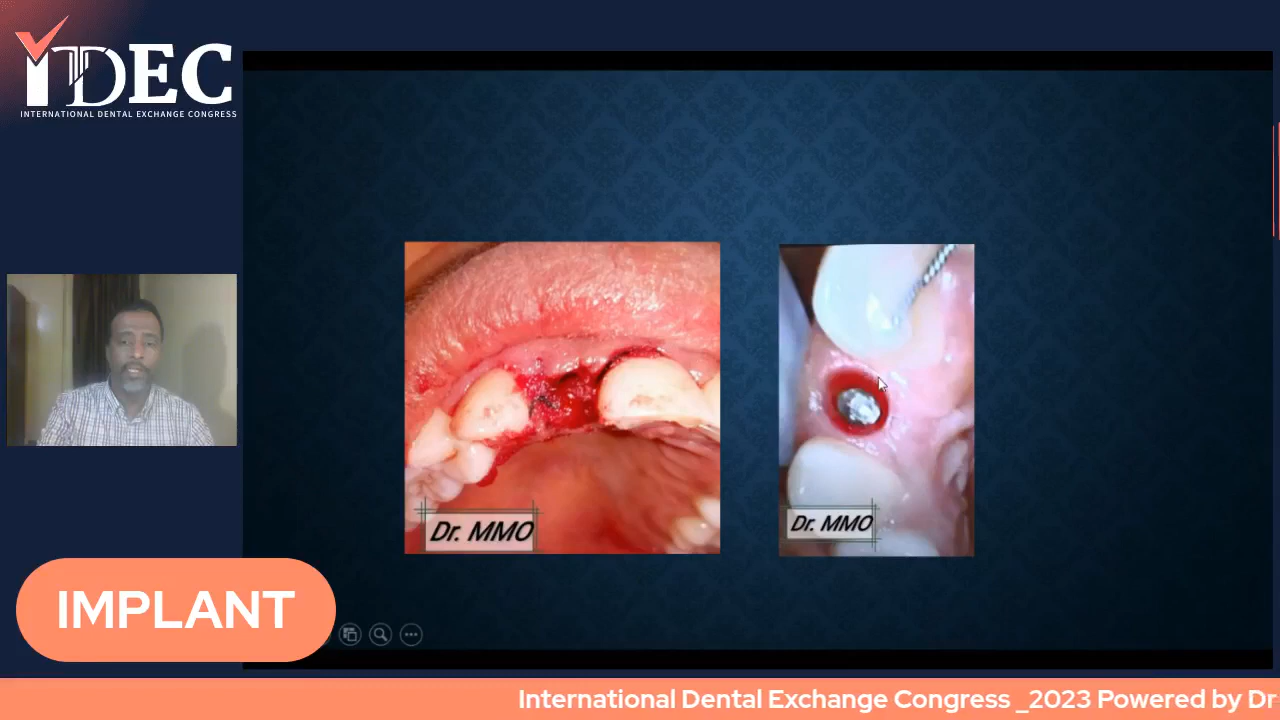 IDEC
INTERNATIONAL DENTAL EXCHANGE CONGRESS
Dr. MMO
Dr. MMO
IMPLANT
International Dental Exchange Congress _2023 Powered by Dr